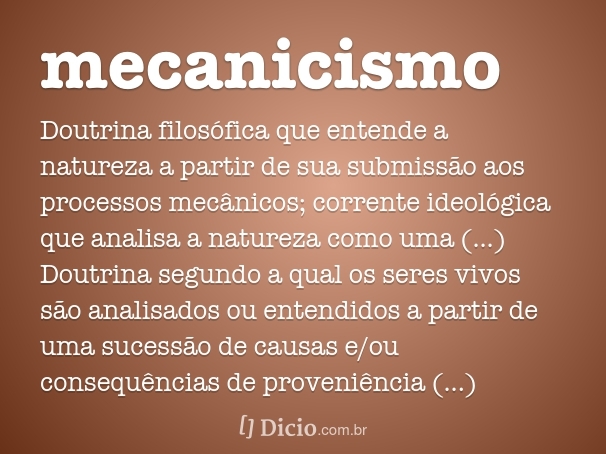 mecanicismo
Doutrina filosófica que entende a
natureza a partir de sua submissão aos
processos mecânicos; corrente ideológica
que analisa a natureza como uma (...)
Doutrina segundo a qual os seres vivos
são analisados ou entendidos a partir de
uma sucessão de causas e/ou
consequências de proveniência (...)
[] Dicio.com.br